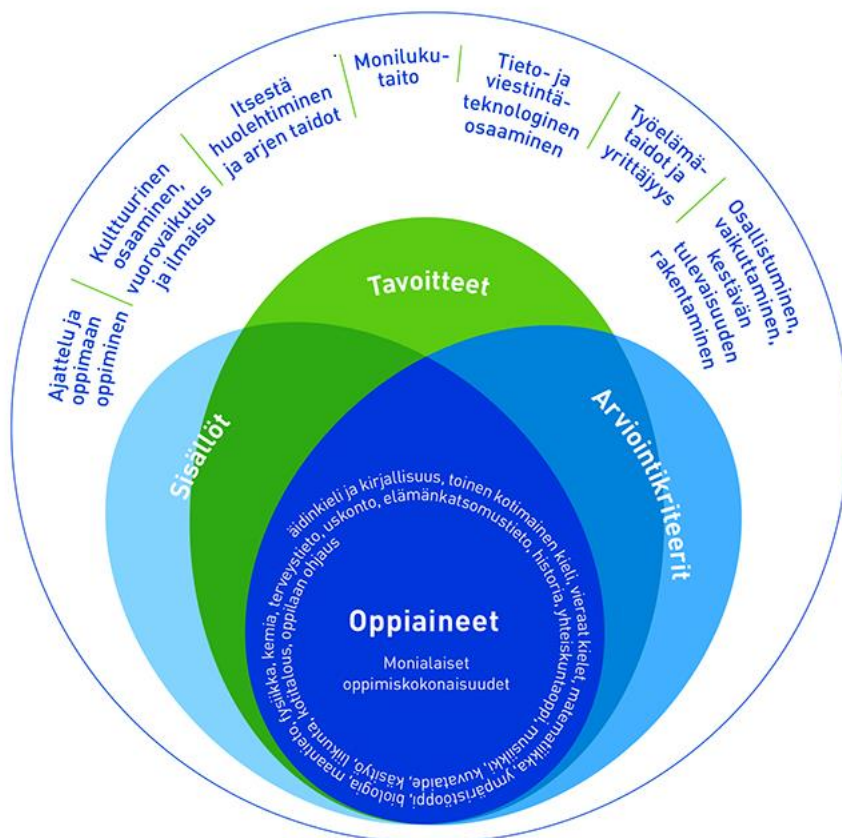 Ajattelu ja
oppimaan
oppiminen
Kulttuurinen
osaaminen,
vuorovaikutus
ja ilmaisu
Itsestä
huolehtiminen
ja arjen taidot
Moniluku-
taito
Tieto- ja
viestintä-
teknologinen
osaaminen
Työelämä-
taidot ja
yrittäjyys
Osallistuminen,
vaikuttaminen,
kestävän
tulevaisuuden
rakentaminen
Tavoitteet
Sisällöt
Arviointikriteerit
äidinkieli ja kirjallisuus, toinen kotimainen kieli, vieraat kielet, matematiikka, ympäristöoppi, biologia, maantieto, fysiikka, kemia, terveystieto, uskonto, elämänkatsomustieto, historia, yhteiskuntaoppi, musiikki, kuvataide, käsityö, liikunta, kotitalous, oppilaan ohjaus
Oppiaineet
Monialaiset
oppimiskokonaisuudet